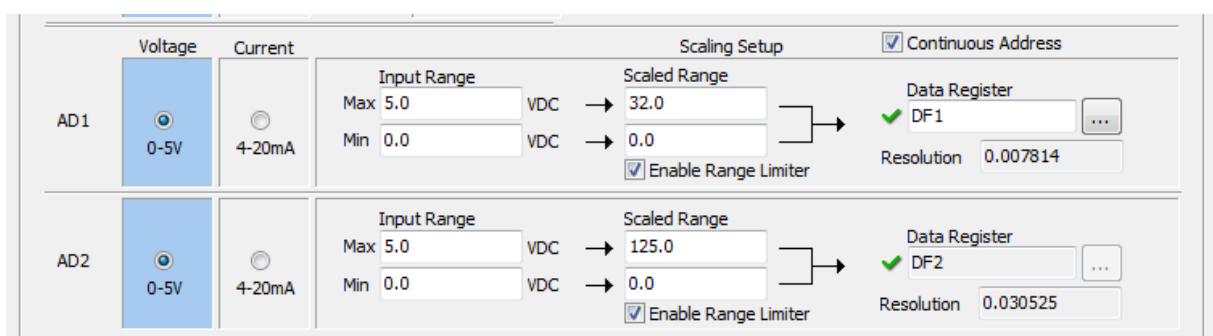 Voltage Current Scaling Setup Continuous Address
Input Range Scaled Range
Data Register
Max 5.0 VDC 32.0
AD1 DF1 ...
Min 0.0 VDC 0.0
0-5V 4-20mA Resolution 0.007814
Enable Range Limiter
Input Range Scaled Range
Data Register
Max 5.0 VDC 125.0
AD2 DF2 ...
Min 0.0 VDC 0.0
0-5V 4-20mA Resolution 0.030525
Enable Range Limiter